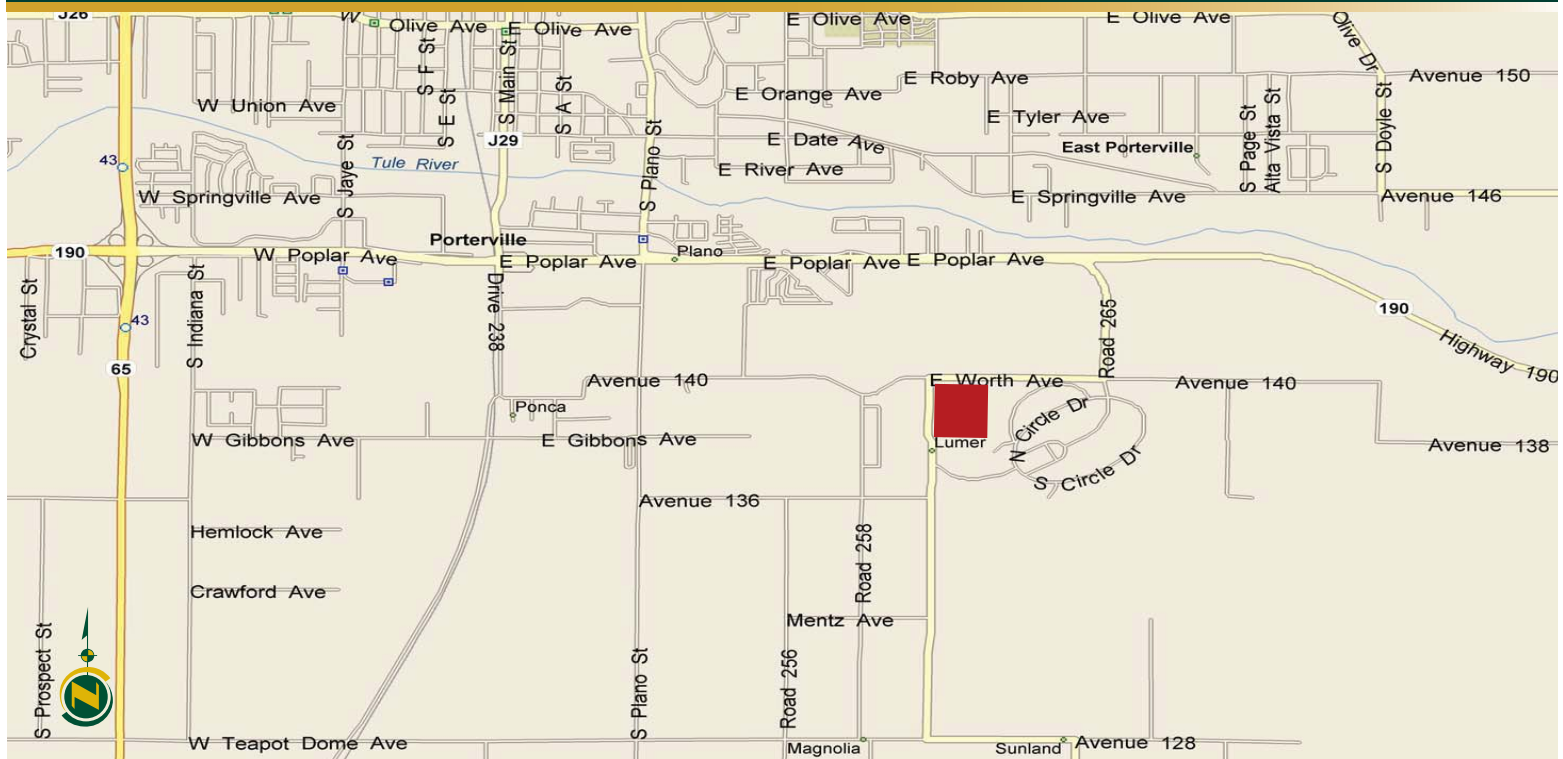 J26
W
Olive Ave
E
Olive Ave
E Olive Ave
E Olive Ave
Olive Dr
S F St
S Main St
E Roby Ave
Avenue 150
W Union Ave
S E St
S A St
E Orange Ave
E Tyler Ave
S Page St
Alta Vista St
S Doyle St
J29
E Date Ave
East Porterville
43
Tule River
S Jaye St
S Plano St
E River Ave
W Springville Ave
E Springville Ave
Avenue 146
Porterville
190
W Poplar Ave
E Poplar Ave
Plano
E Poplar Ave
E Poplar Ave
Crystal St
S Indiana St
Drive 238
Road 265
190
43
Highway 190
65
Avenue 140
E Worth Ave
Avenue 140
Ponca
N Circle Dr
W Gibbons Ave
E Gibbons Ave
Lumer
Avenue 138
S Circle Dr
Avenue 136
Hemlock Ave
Road 258
Crawford Ave
Mentz Ave
S Prospect St
S Plano St
Road 256
N
W Teapot Dome Ave
Magnolia
Sunland
Avenue 128